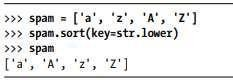 >>> spam = ['a', 'z', 'A', 'Z']
>>> spam.sort(key=str.lower)
>>> spam
['a', 'A', 'z', 'Z']